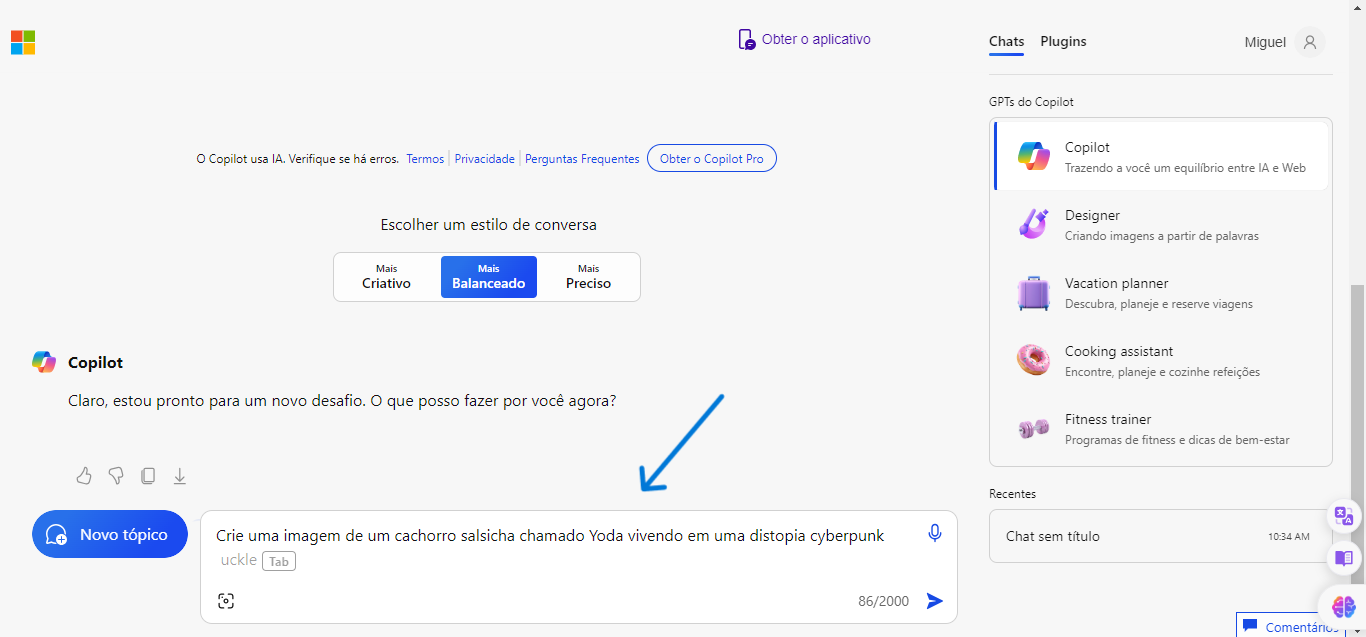 Obter o aplicativo
Chats Plugins
Miguel
O Copilot usa IA. Verifique se há erros. Termos Privacidade Perguntas Frequentes Obter o Copilot Pro
Escolher um estilo de conversa
Mais Criativo
Mais Balanceado
Mais Preciso
Copilot
Claro, estou pronto para um novo desafio. O que posso fazer por você agora?
Novo tópico
Crie uma imagem de um cachorro salsicha chamado Yoda vivendo em uma distopia cyberpunk
uckle Tab
86/2000
GPTs do Copilot
Copilot
Trazendo a você um equilíbrio entre IA e Web
Designer
Criando imagens a partir de palavras
Vacation planner
Descubra, planeje e reserve viagens
Cooking assistant
Encontre, planeje e cozinhe refeições
Fitness trainer
Programas de fitness e dicas de bem-estar
Recentes
Chat sem título 10:34 AM
Comentários